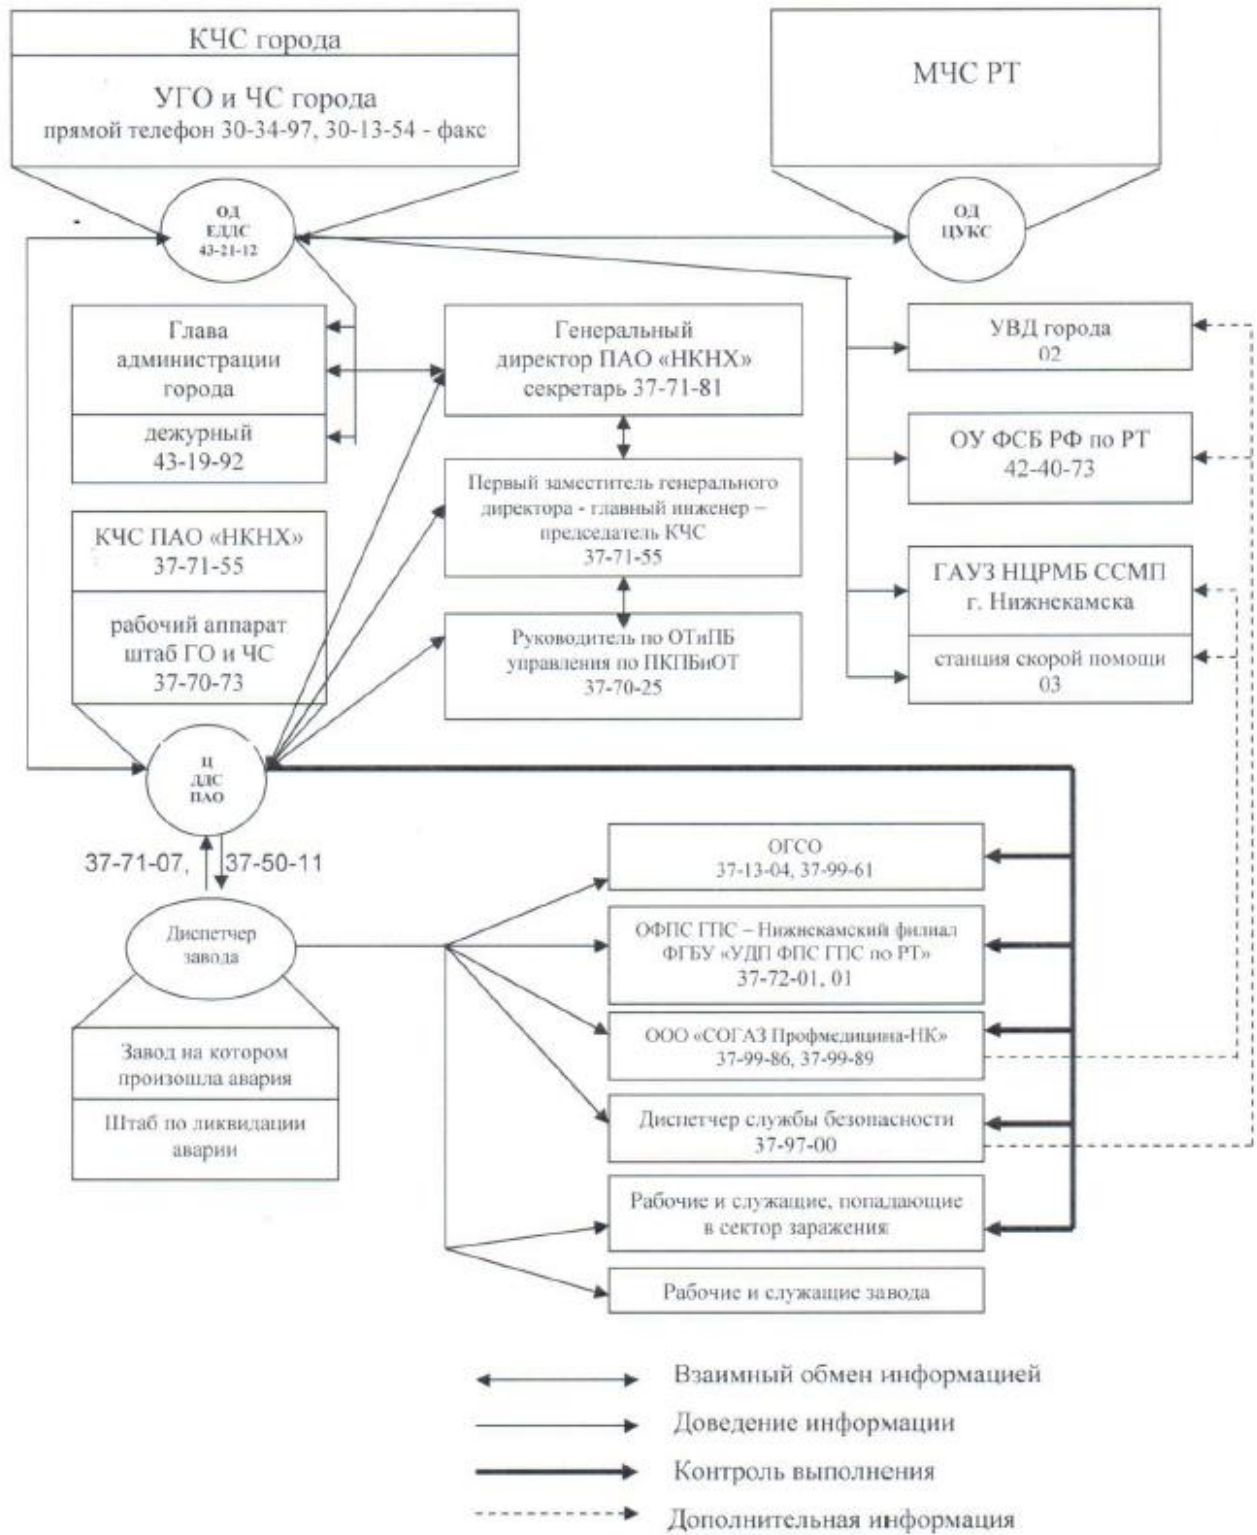 КЧС города
УГО и ЧС города
прямой телефон 30-34-97, 30-13-54 - факс
МЧС РТ
ОД
ЕДДС
43-21-12
ОД
ЦУКС
Глава
администрации
города
дежурный
43-19-92
Генеральный
директор ПАО «НКНХ»
секретарь 37-71-81
УВД города
02
ОУ ФСБ РФ по РТ
42-40-73
КЧС ПАО «НКНХ»
37-71-55
рабочий аппарат
штаб ГО и ЧС
37-70-73
Первый заместитель генерального
директора - главный инженер –
председатель КЧС
37-71-55
ГАУЗ НЦРМБ ССМП
г. Нижнекамска
станция скорой помощи
03
Руководитель по ОТиПБ
управления по ПКПБиОТ
37-70-25
Ц
ДДС
ПАО
37-71-07, 37-50-11
Диспетчер
завода
Завод на котором
произошла авария
Штаб по ликвидации
аварии
ОГСО
37-13-04, 37-99-61
ОФПС ГПС – Нижнекамский филиал
ФГБУ «УДП ФПС ГПС по РТ»
37-72-01, 01
ООО «СОГАЗ Профмедицина-НК»
37-99-86, 37-99-89
Диспетчер службы безопасности
37-97-00
Рабочие и служащие, попадающие
в сектор заражения
Рабочие и служащие завода
Взаимный обмен информацией
Доведение информации
Контроль выполнения
Дополнительная информация